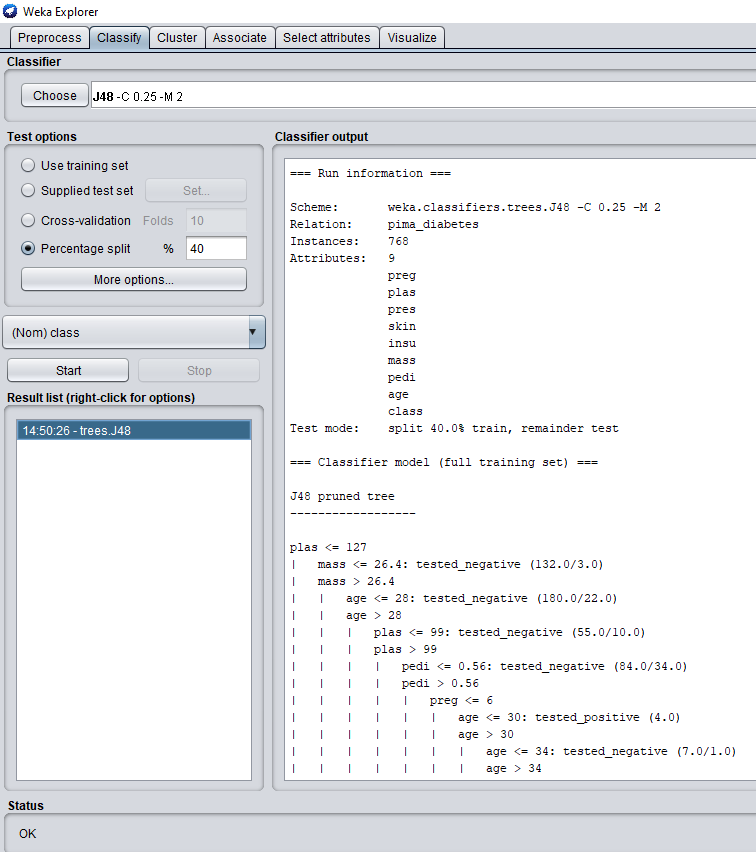 Weka Explorer
Preprocess Classify Cluster Associate Select attributes Visualize
Classifier
Choose J48 -C 0.25 -M 2
Test options
Use training set
Supplied test set Set...
Cross-validation Folds 10
Percentage split % 40
More options...
(Nom) class
Start Stop
Result list (right-click for options)
14:50:26 - trees.J48
Classifier output
=== Run information ===
Scheme: weka.classifiers.trees.J48 -C 0.25 -M 2
Relation: pima_diabetes
Instances: 768
Attributes: 9
preg
plas
pres
skin
insu
mass
pedi
age
class
Test mode: split 40.0% train, remainder test
=== Classifier model (full training set) ===
J48 pruned tree
------------------
plas <= 127
| mass <= 26.4: tested_negative (132.0/3.0)
| mass > 26.4
| | age <= 28: tested_negative (180.0/22.0)
| | age > 28
| | | plas <= 99: tested_negative (55.0/10.0)
| | | plas > 99
| | | | pedi <= 0.56: tested_negative (84.0/34.0)
| | | | pedi > 0.56
| | | | | preg <= 6
| | | | | | age <= 30: tested_positive (4.0)
| | | | | | age > 30
| | | | | | | age <= 34: tested_negative (7.0/1.0)
| | | | | | | age > 34
Status
OK